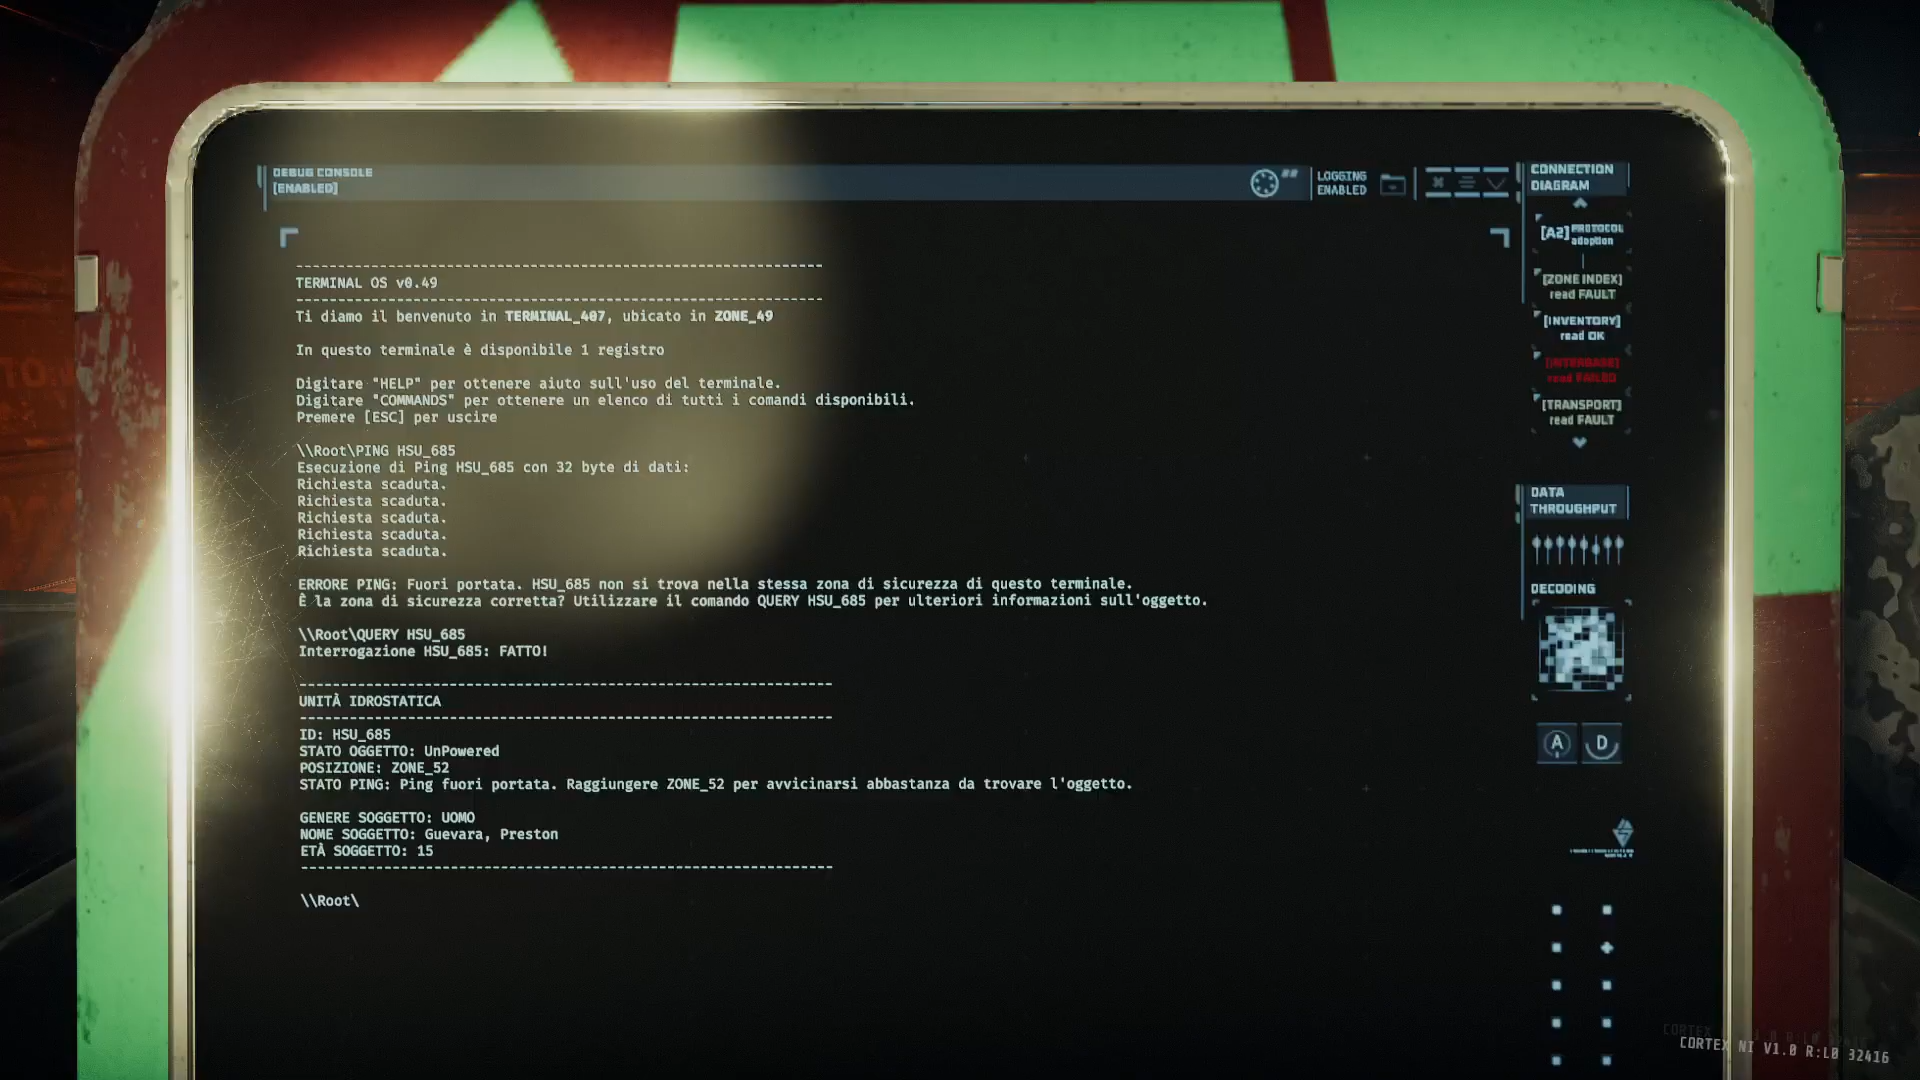 DEBUG CONSOLE
[ENABLED]
LOGGING
ENABLED
--------------------------------------------------------------
TERMINAL OS v0.49
--------------------------------------------------------------
Ti diamo il benvenuto in TERMINAL_407, ubicato in ZONE_49
In questo terminale è disponibile 1 registro
Digitare "HELP" per ottenere aiuto sull'uso del terminale.
Digitare "COMMANDS" per ottenere un elenco di tutti i comandi disponibili.
Premere [ESC] per uscire
\\Root\PING HSU_685
Esecuzione di Ping HSU_685 con 32 byte di dati:
Richiesta scaduta.
Richiesta scaduta.
Richiesta scaduta.
Richiesta scaduta.
Richiesta scaduta.
ERRORE PING: Fuori portata. HSU_685 non si trova nella stessa zona di sicurezza di questo terminale.
È la zona di sicurezza corretta? Utilizzare il comando QUERY HSU_685 per ulteriori informazioni sull'oggetto.
\\Root\QUERY HSU_685
Interrogazione HSU_685: FATTO!
--------------------------------------------------------------
UNITÀ IDROSTATICA
--------------------------------------------------------------
ID: HSU_685
STATO OGGETTO: UnPowered
POSIZIONE: ZONE_52
STATO PING: Ping fuori portata. Raggiungere ZONE_52 per avvicinarsi abbastanza da trovare l'oggetto.
GENERE SOGGETTO: UOMO
NOME SOGGETTO: Guevara, Preston
ETÀ SOGGETTO: 15
--------------------------------------------------------------
\\Root\
CONNECTION
DIAGRAM
[A2] PROTOCOL
adoption
[ZONE INDEX]
read FAULT
[INVENTORY]
read OK
[INTERBASE]
read FAILED
[TRANSPORT]
read FAULT
DATA
THROUGHPUT
DECODING
A D
CORTEX NI V1.0 R:L0 32416